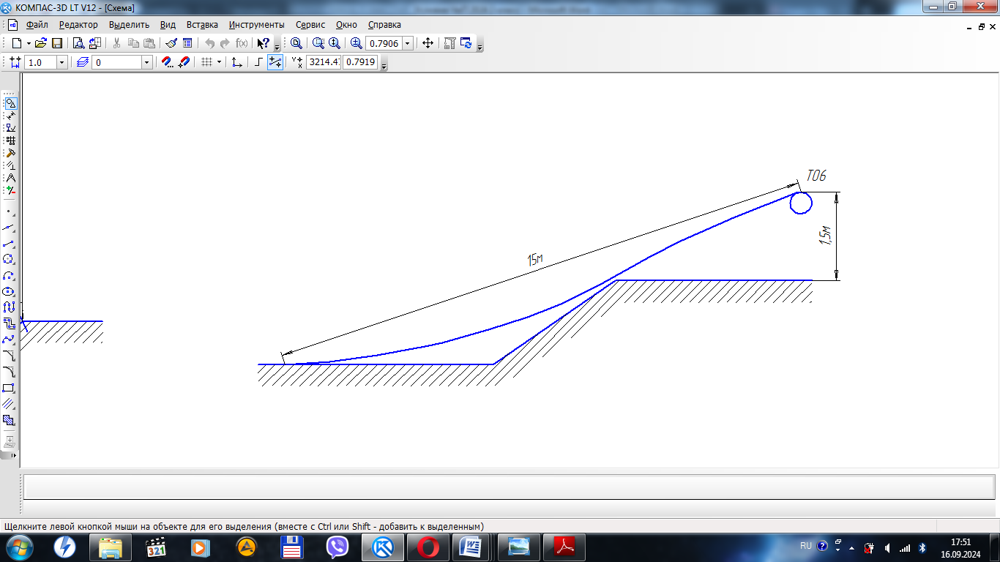 КОМПАС-3D LT V12 - [Схема]
Файл Редактор Выделить Вид Вставка Инструменты Сервис Окно Справка
0.7906
1.0 0 3214.4 0.7919
Т06
15м
1,5м
Щелкните левой кнопкой мыши на объекте для его выделения (вместе с Ctrl или Shift - добавить к выделенным)
321
RU
17:51
16.09.2024